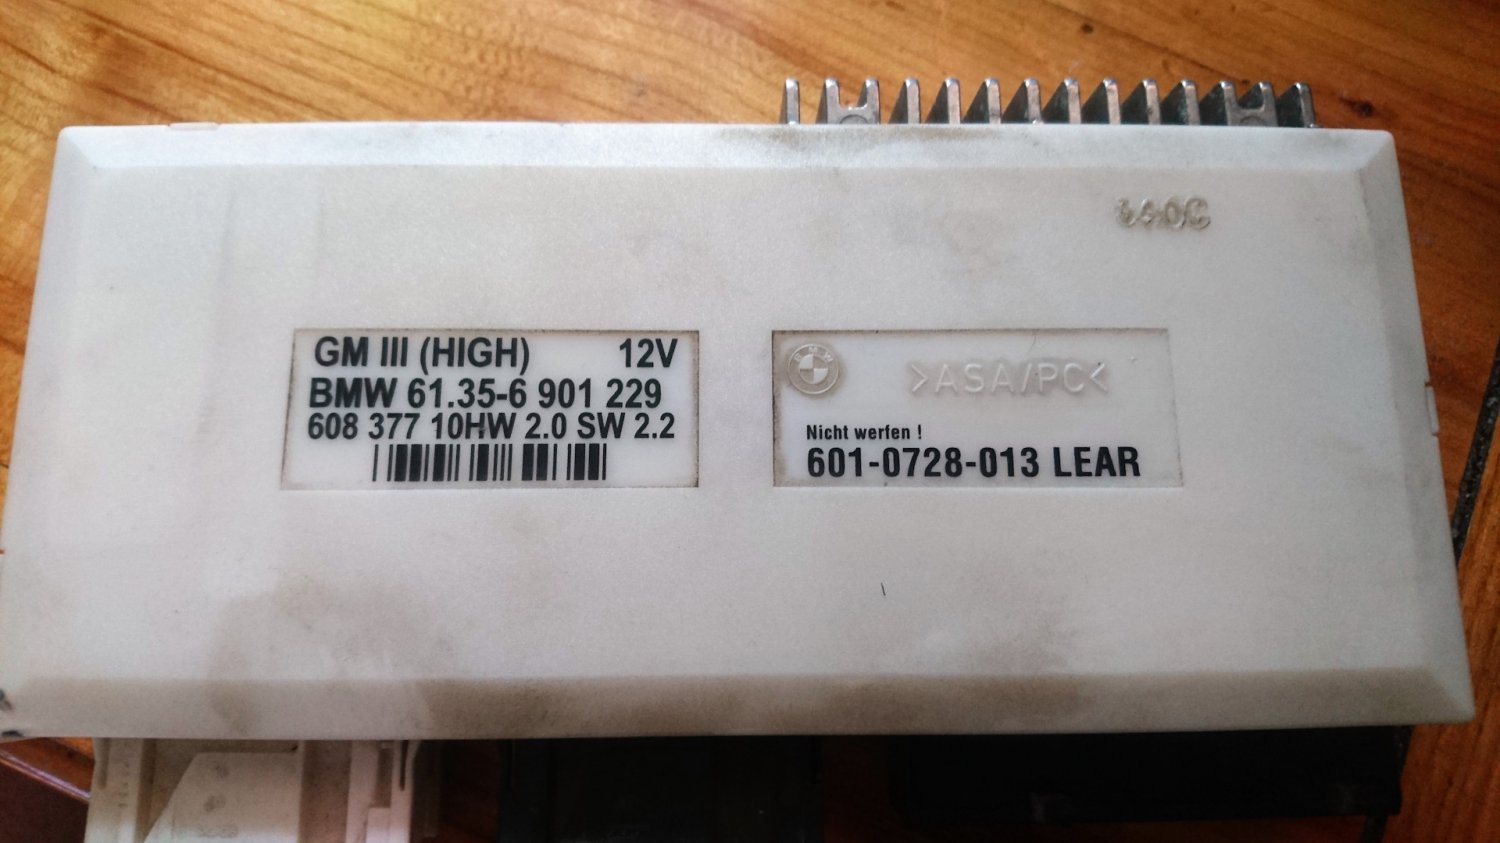 GM III (HIGH) 12V
BMW 61.35-6 901 229
608 377 10HW 2.0 SW 2.2
BMW
>ASA/PC<
Nicht werfen !
601-0728-013 LEAR